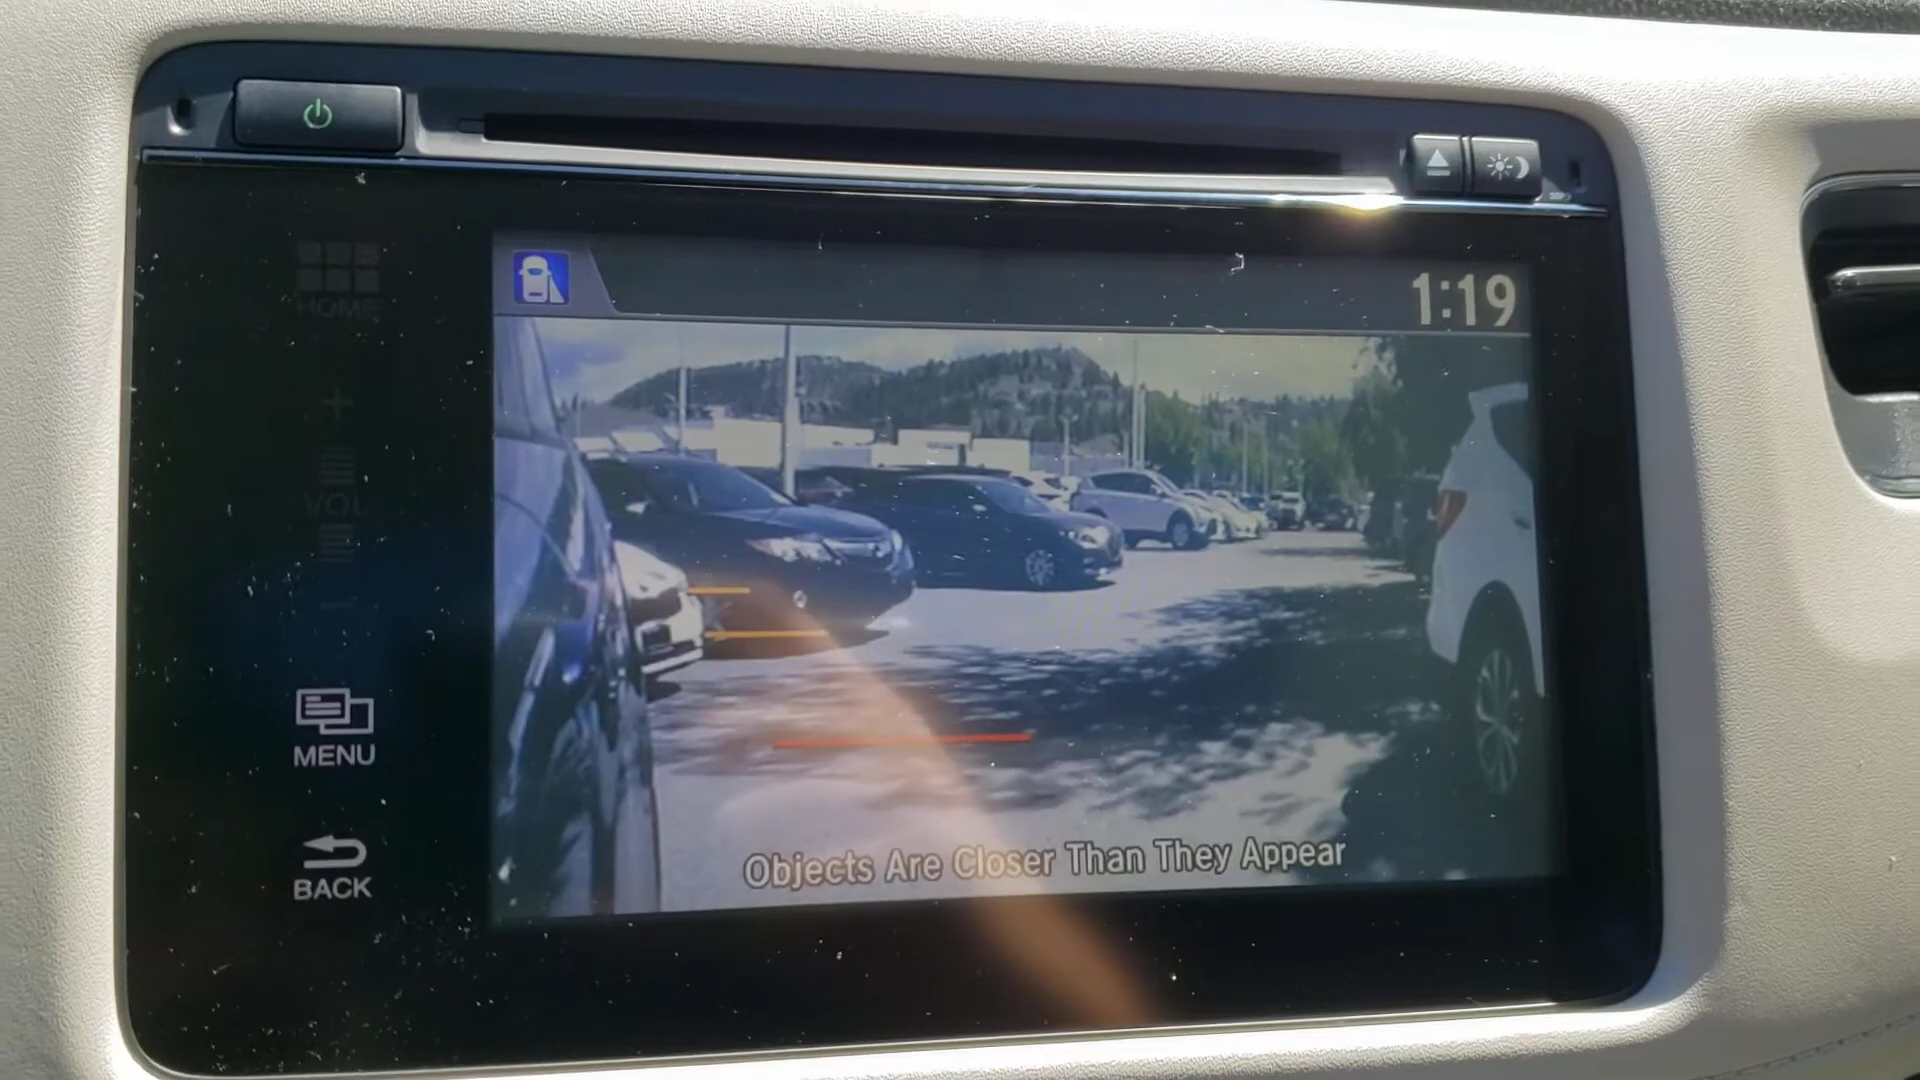 HOME
1:19
VOL
MENU
BACK
Objects Are Closer Than They Appear